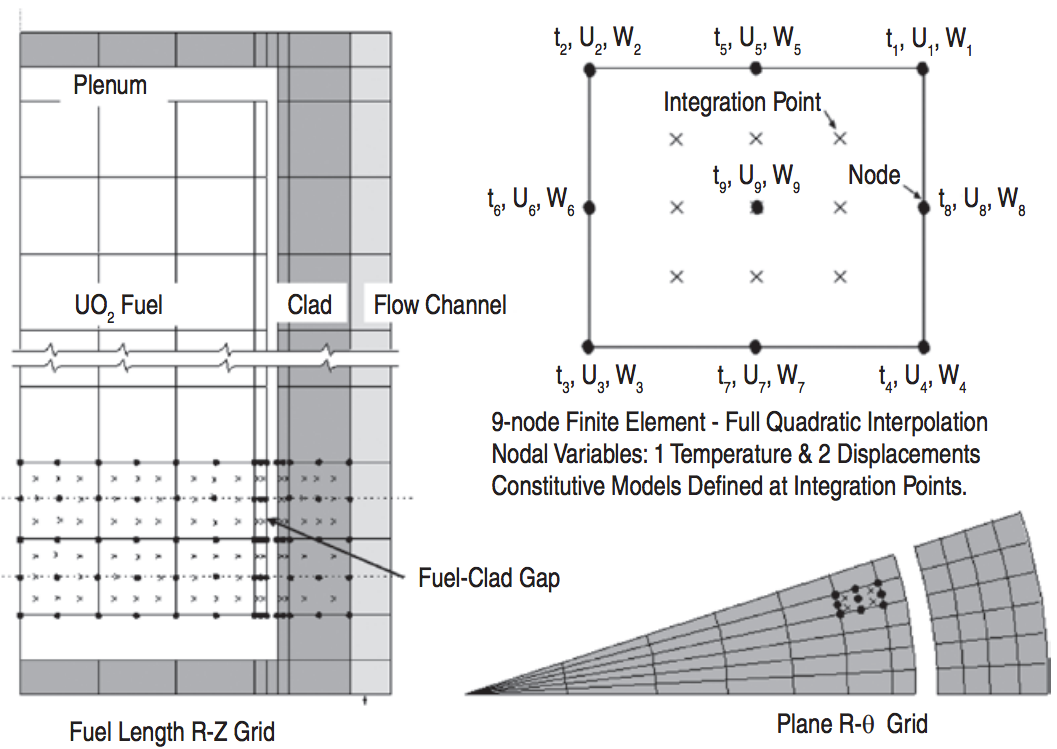 Plenum
UO₂ Fuel
Clad
Flow Channel
Fuel-Clad Gap
Fuel Length R-Z Grid
t₂, U₂, W₂
t₅, U₅, W₅
t₁, U₁, W₁
Integration Point
t₉, U₉, W₉
Node
t₆, U₆, W₆
t₈, U₈, W₈
t₃, U₃, W₃
t₇, U₇, W₇
t₄, U₄, W₄
9-node Finite Element - Full Quadratic Interpolation
Nodal Variables: 1 Temperature & 2 Displacements
Constitutive Models Defined at Integration Points.
Plane R-θ Grid